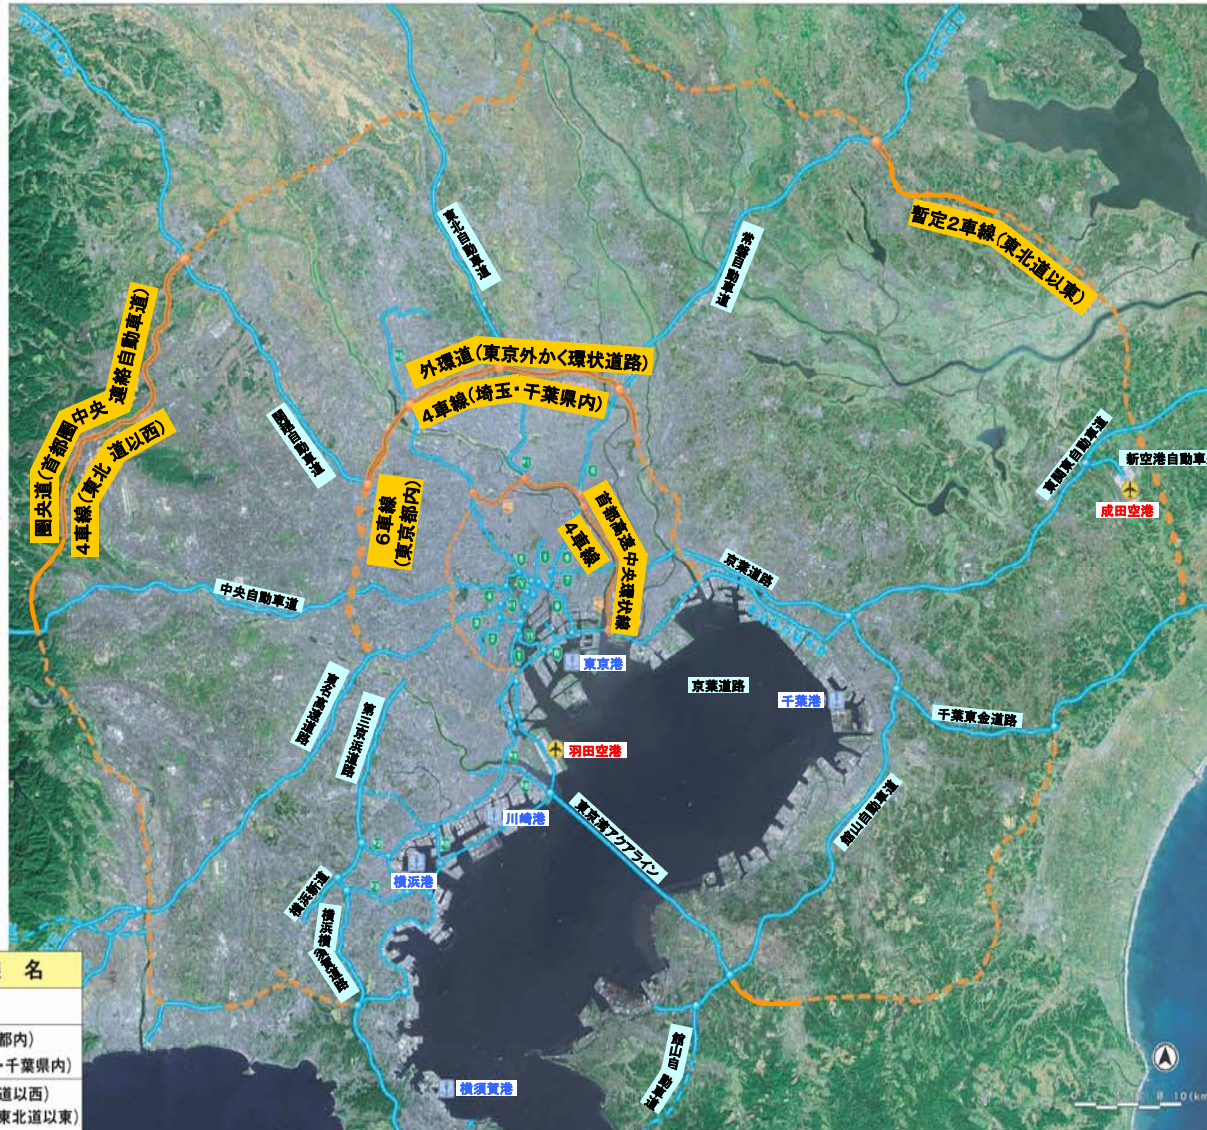 東北自動車道
常磐自動車道
暫定2車線(東北道以東)
外環道(東京外かく環状道路)
4車線(埼玉・千葉県内)
圏央道(首都圏中央 連絡自動車道)
4車線(東北 道以西)
関越自動車道
6車線
(東京都内)
首都高速 中央環状線
4車線
東関東自動車道
新空港自動車
成田空港
中央自動車道
京葉道路
東京港
京葉道路
千葉港
千葉東金道路
東名高速道路
第三京浜道路
羽田空港
川崎港
東京湾アクアライン
館山自動車道
横浜港
横浜新道
横浜横須賀道路
館山自 動車道
横須賀港
名
都内)
・千葉県内)
道以西)
東北道以東)
0 2 4 6 8 10(km